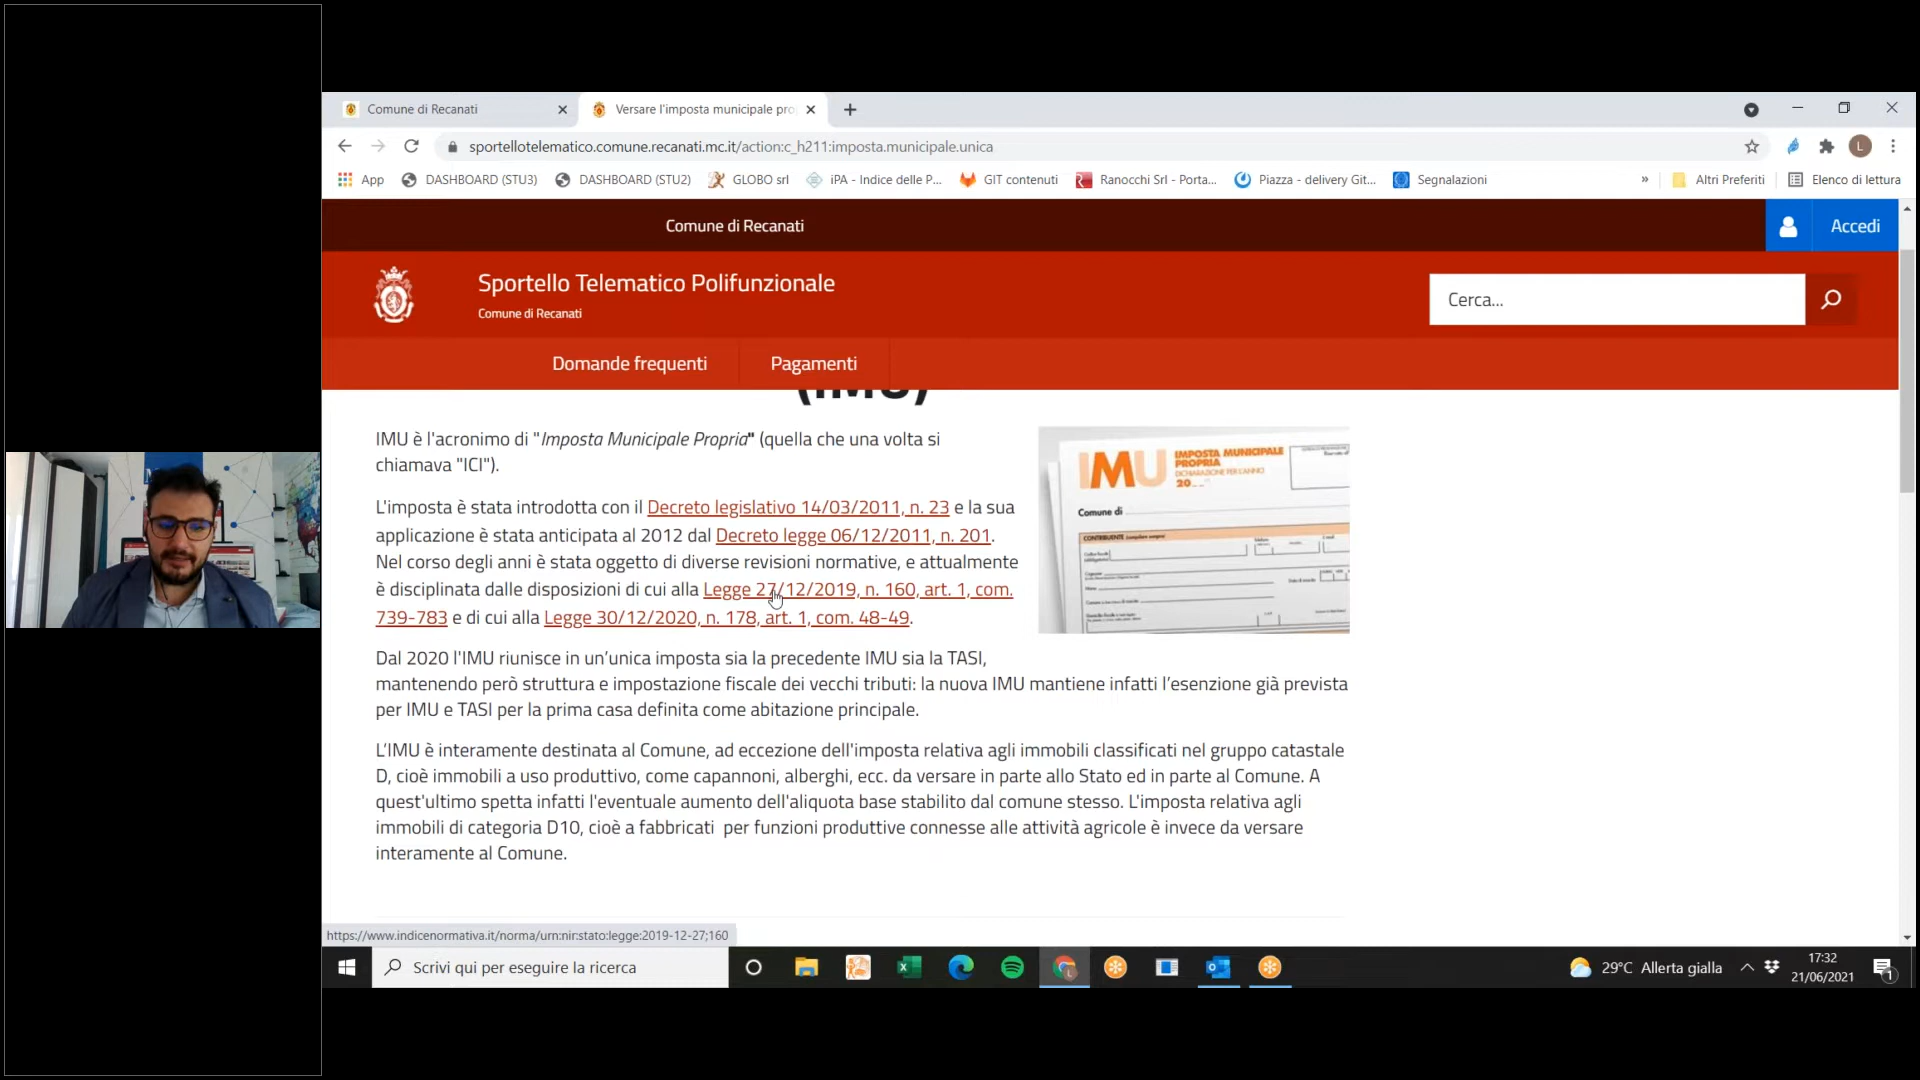 Comune di Recanati
Versare l'imposta municipale pro
sportellotelematico.comune.recanati.mc.it/action:c_h211:imposta.municipale.unica
L
App
DASHBOARD (STU3)
DASHBOARD (STU2)
GLOBO srl
iPA - Indice delle P...
GIT contenuti
Ranocchi Srl - Porta...
Piazza - delivery Git...
Segnalazioni
»
Altri Preferiti
Elenco di lettura
Comune di Recanati
Accedi
Sportello Telematico Polifunzionale
Comune di Recanati
Cerca...
Domande frequenti
Pagamenti
(IMU)
IMU è l'acronimo di "Imposta Municipale Propria" (quella che una volta si
chiamava "ICI").
L'imposta è stata introdotta con il Decreto legislativo 14/03/2011, n. 23 e la sua
applicazione è stata anticipata al 2012 dal Decreto legge 06/12/2011, n. 201.
Nel corso degli anni è stata oggetto di diverse revisioni normative, e attualmente
è disciplinata dalle disposizioni di cui alla Legge 27/12/2019, n. 160, art. 1, com.
739-783 e di cui alla Legge 30/12/2020, n. 178, art. 1, com. 48-49.
IMU
IMPOSTA MUNICIPALE
PROPRIA
DICHIARAZIONE PER L'ANNO
20
Comune di
CONTRIBUENTE
Dal 2020 l'IMU riunisce in un'unica imposta sia la precedente IMU sia la TASI,
mantenendo però struttura e impostazione fiscale dei vecchi tributi: la nuova IMU mantiene infatti l'esenzione già prevista
per IMU e TASI per la prima casa definita come abitazione principale.
L'IMU è interamente destinata al Comune, ad eccezione dell'imposta relativa agli immobili classificati nel gruppo catastale
D, cioè immobili a uso produttivo, come capannoni, alberghi, ecc. da versare in parte allo Stato ed in parte al Comune. A
quest'ultimo spetta infatti l'eventuale aumento dell'aliquota base stabilito dal comune stesso. L'imposta relativa agli
immobili di categoria D10, cioè a fabbricati per funzioni produttive connesse alle attività agricole è invece da versare
interamente al Comune.
https://www.indicenormativa.it/norma/urn:nir:stato:legge:2019-12-27;160
Scrivi qui per eseguire la ricerca
29°C Allerta gialla
17:32
21/06/2021
1